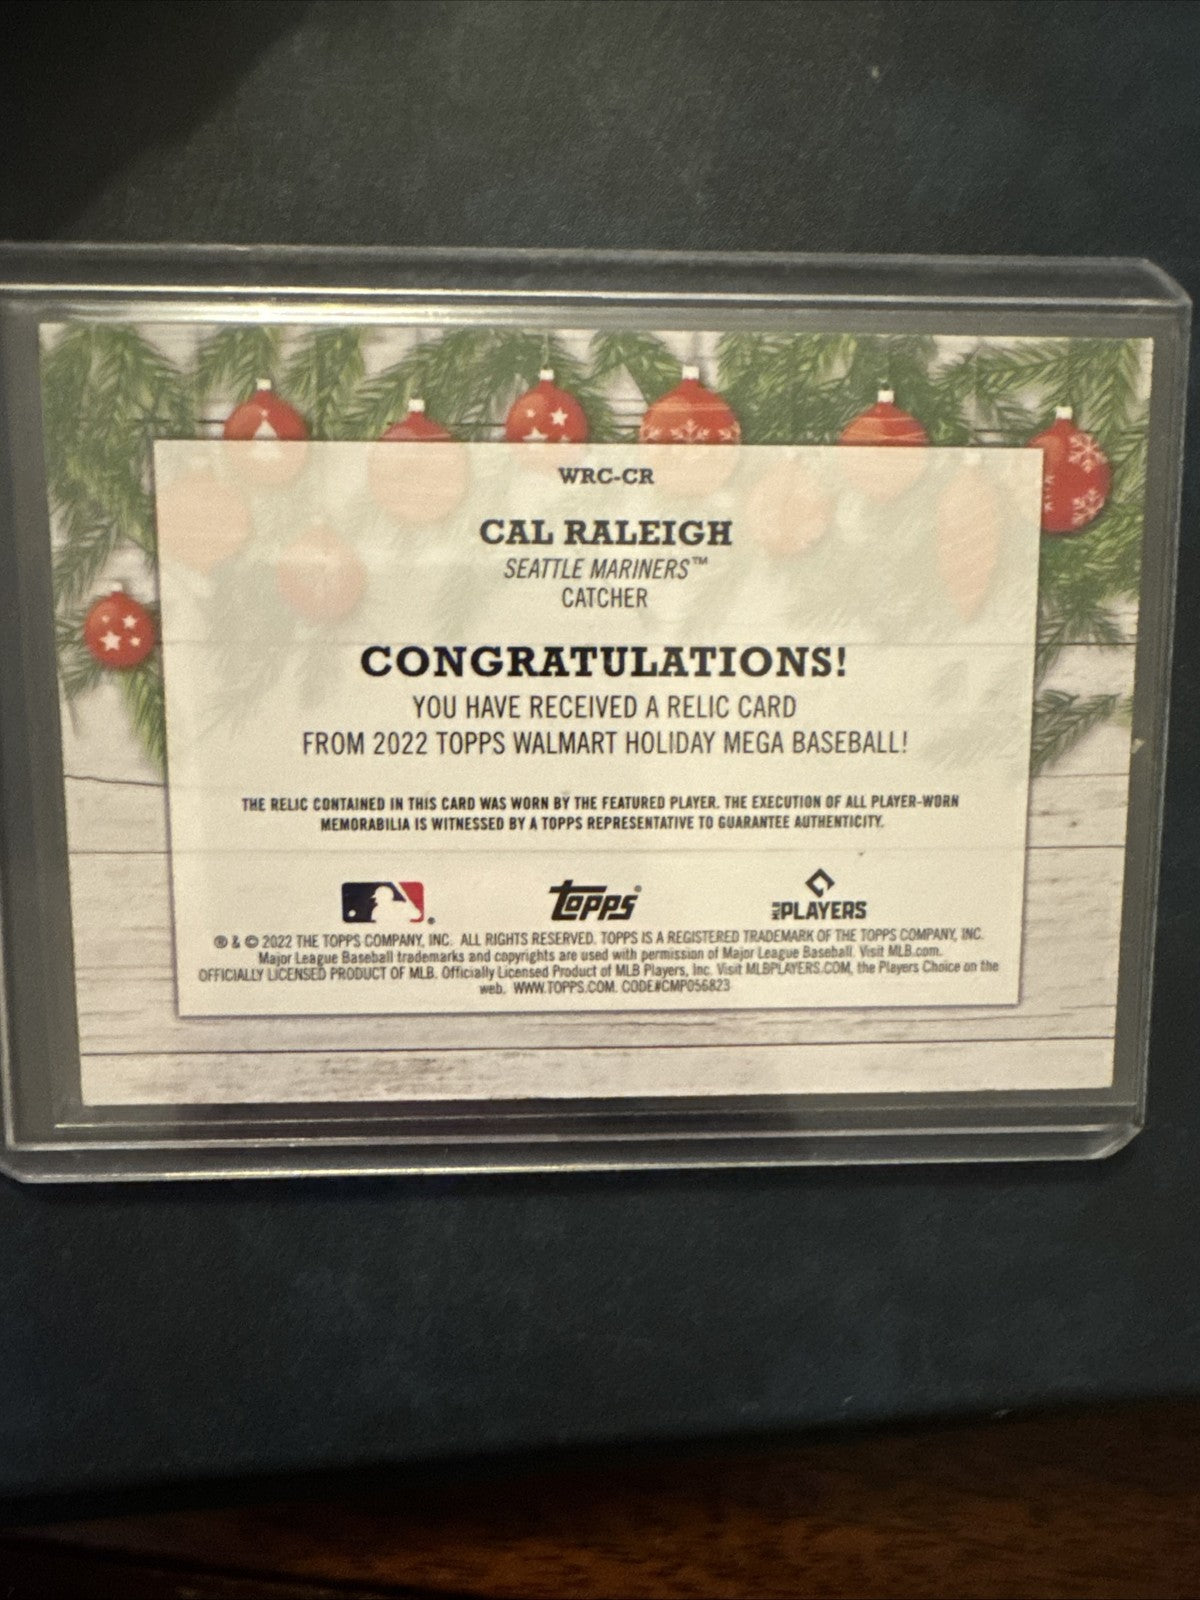 WRC-CR
CAL RALEIGH
SEATTLE MARINERS™
CATCHER
CONGRATULATIONS!
YOU HAVE RECEIVED A RELIC CARD
FROM 2022 TOPPS WALMART HOLIDAY MEGA BASEBALL!
THE RELIC CONTAINED IN THIS CARD WAS WORN BY THE FEATURED PLAYER. THE EXECUTION OF ALL PLAYER-WORN
MEMORABILIA IS WITNESSED BY A TOPPS REPRESENTATIVE TO GUARANTEE AUTHENTICITY.
® topps® MLB PLAYERS
® & © 2022 THE TOPPS COMPANY, INC. ALL RIGHTS RESERVED. TOPPS IS A REGISTERED TRADEMARK OF THE TOPPS COMPANY, INC.
Major League Baseball trademarks and copyrights are used with permission of Major League Baseball. Visit MLB.com.
OFFICIALLY LICENSED PRODUCT OF MLB. Officially Licensed Product of MLB Players, Inc. Visit MLBPLAYERS.COM, the Players Choice on the
web. WWW.TOPPS.COM. CODE#CMP056823